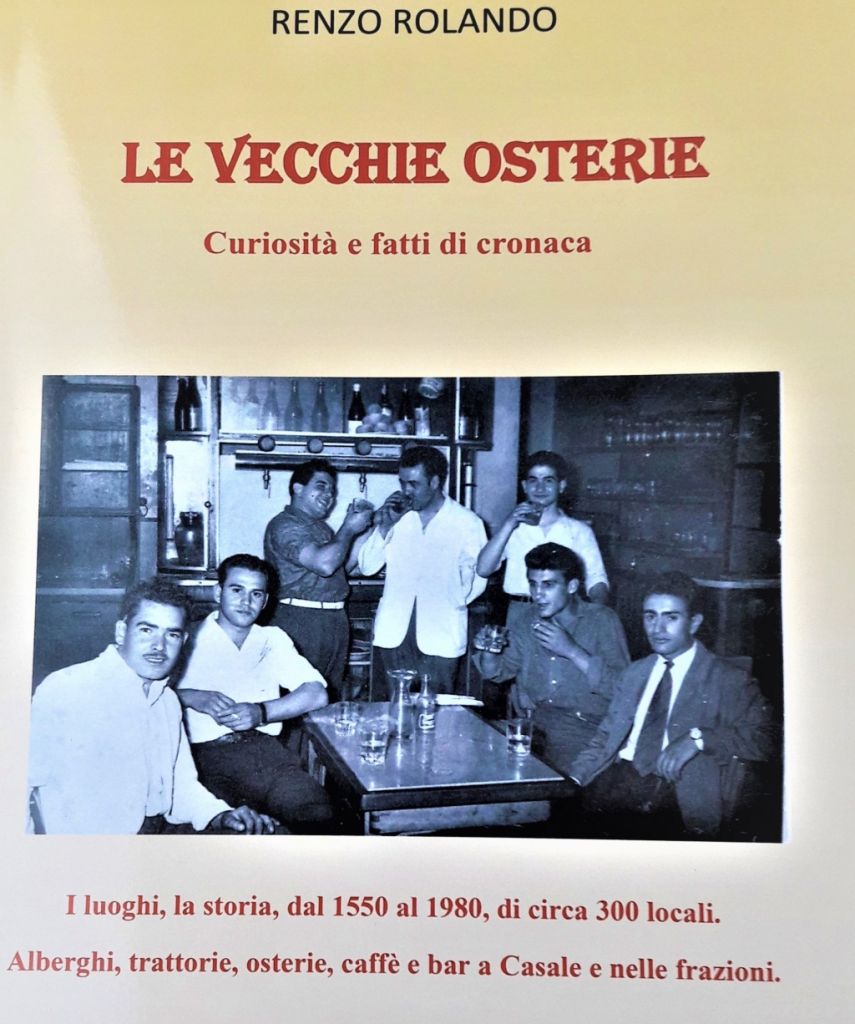 RENZO ROLANDO
LE VECCHIE OSTERIE
Curiosità e fatti di cronaca
I luoghi, la storia, dal 1550 al 1980, di circa 300 locali.
Alberghi, trattorie, osterie, caffè e bar a Casale e nelle frazioni.